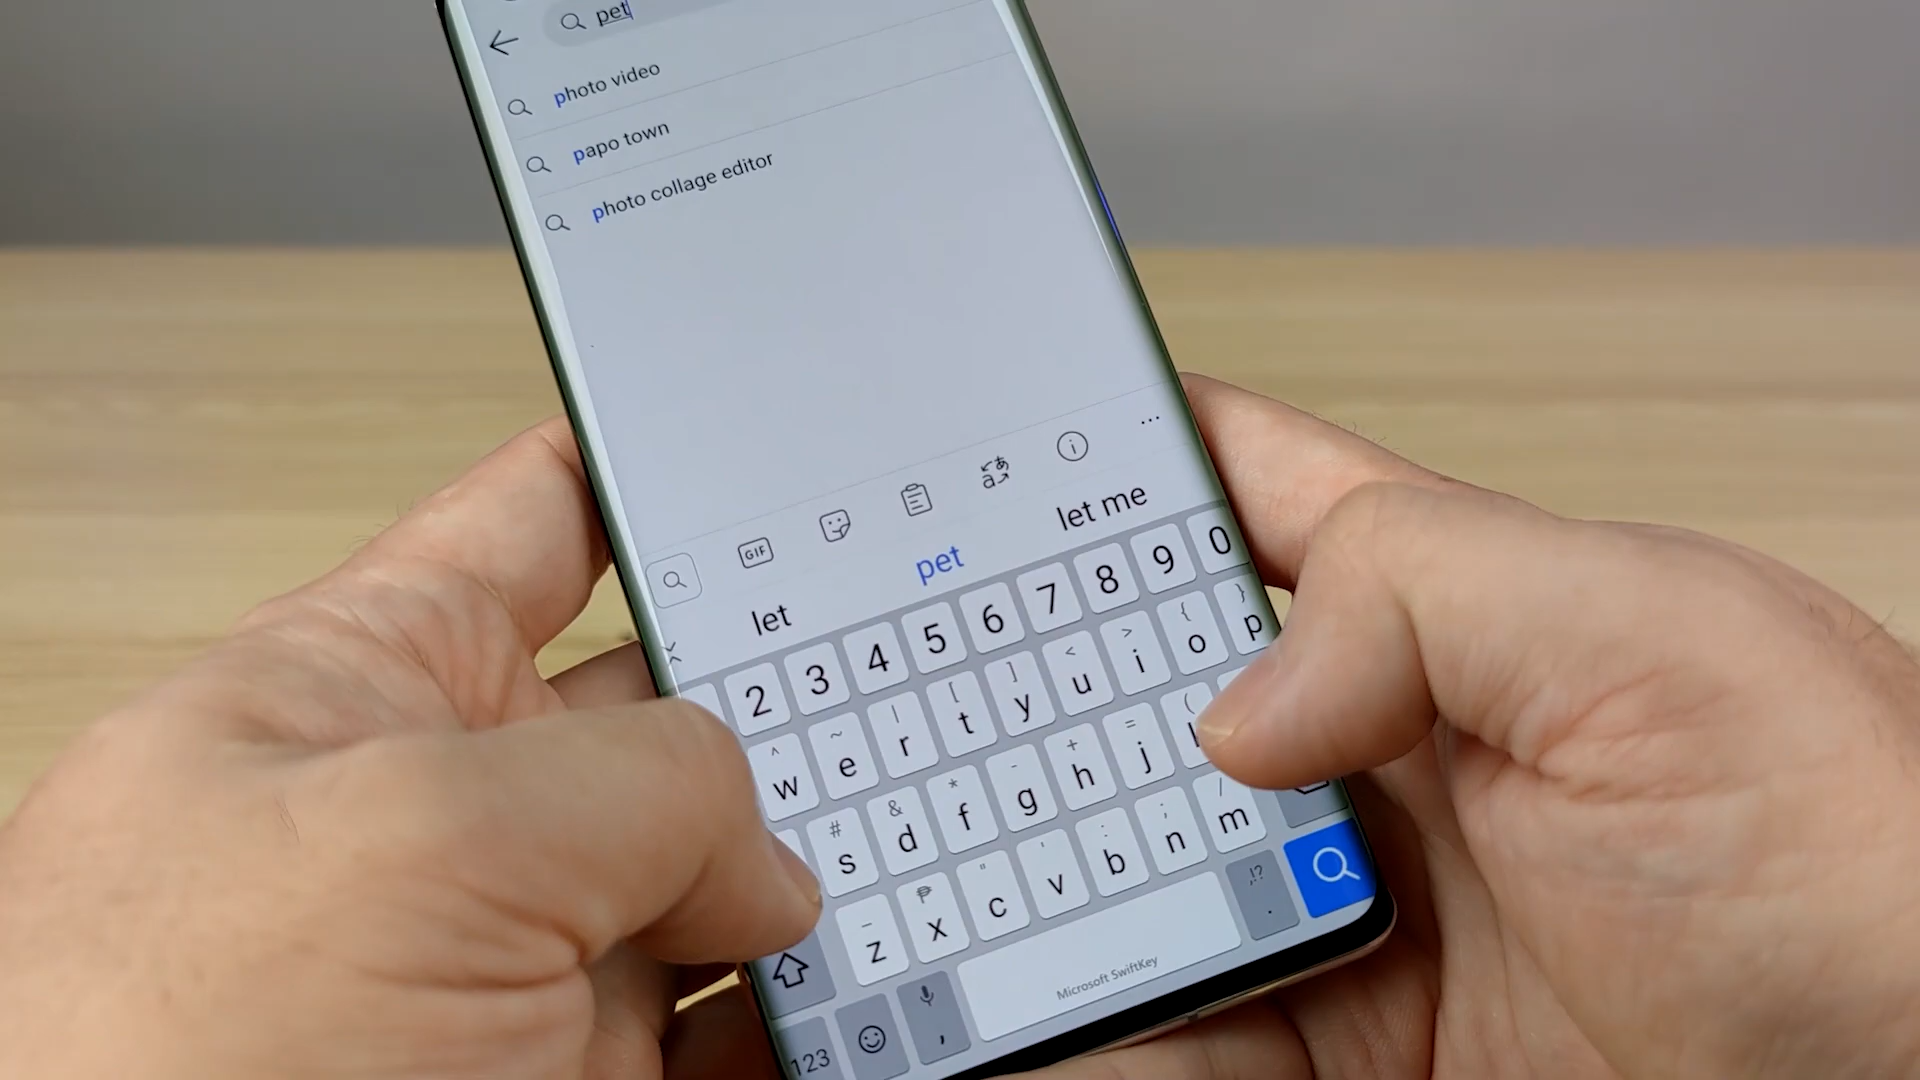 pet
photo video
papo town
photo collage editor
GIF
let pet let me
2 3 4 5 6 7 8 9 0
^ ~ | [ ] < > { }
w e r t y u i o p
# & * - + = (
s d f g h j
_ ₱ " ' : ; /
z x c v b n m
,!?
123 , Microsoft SwiftKey .